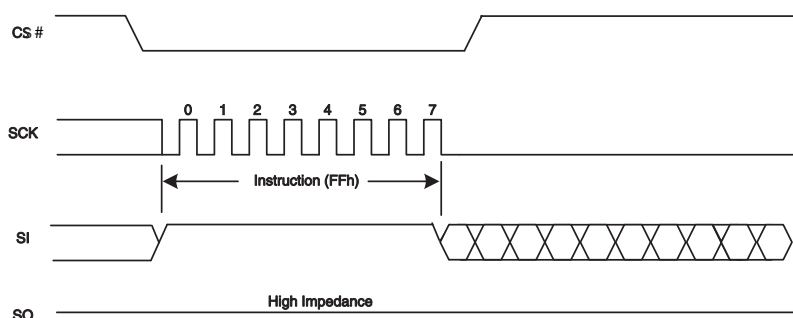 CS #
0 1 2 3 4 5 6 7
SCK
Instruction (FFh)
SI
High Impedance
SO